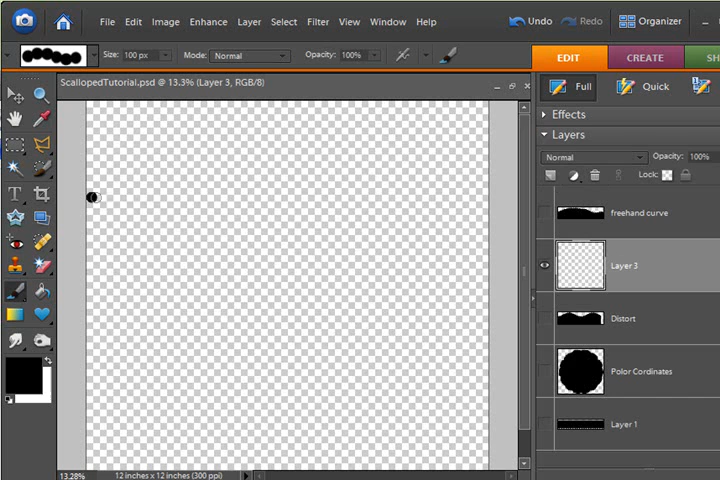 File Edit Image Enhance Layer Select Filter View Window Help Undo Redo Organizer
Size: 100 px Mode: Normal Opacity: 100%
EDIT CREATE SH
ScallopedTutorial.psd @ 13.3% (Layer 3, RGB/8)
Full Quick
Effects
Layers
Normal Opacity: 100%
Lock:
freehand curve
Layer 3
Distort
Polor Cordinates
Layer 1
13.28% 12 inches x 12 inches (300 ppi)